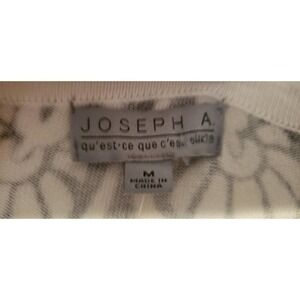 JOSEPH A.
qu'est-ce que c'est
M
MADE IN
CHINA